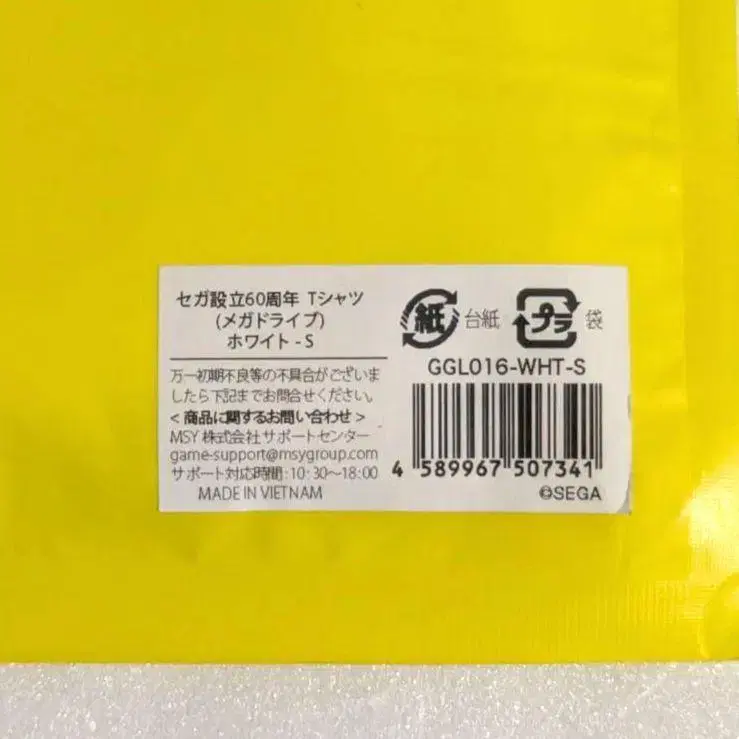 セガ設立60周年 Tシャツ
(メガドライブ)
ホワイト - S
万一初期不良等の不具合がございま
したら下記までお問合せください。
< 商品に関するお問い合わせ >
MSY 株式会社サポートセンター
game-support@msygroup.com
サポート対応時間:10:30～18:00
MADE IN VIETNAM
紙 台紙 プラ 袋
GGL016-WHT-S
4 589967 507341
©SEGA